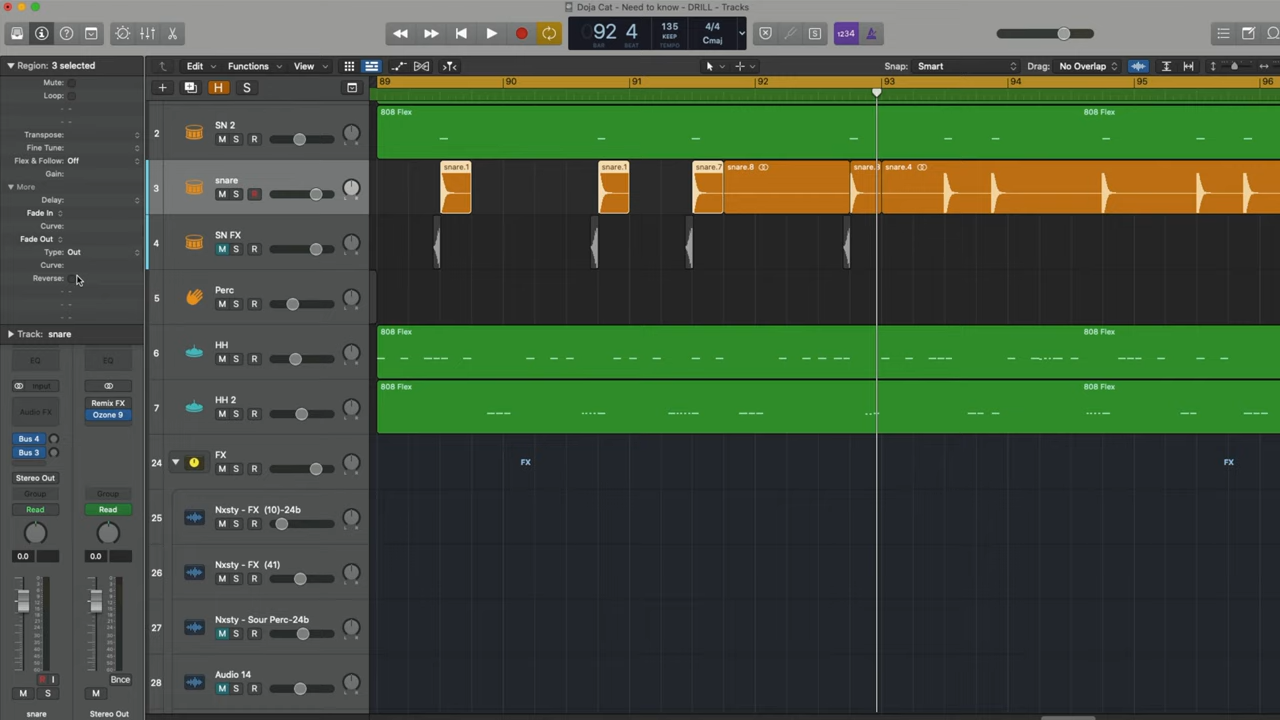 Doja Cat - Need to know - DRILL - Tracks
92 4
BAR BEAT
135
KEEP
TEMPO
4/4
Cmaj
1234
Region: 3 selected
Mute:
Loop:
Transpose:
Fine Tune:
Flex & Follow: Off
Gain:
More
Delay:
Fade In
Curve:
Fade Out
Type: Out
Curve:
Reverse:
Track: snare
EQ EQ
Input
Audio FX
Remix FX
Ozone 9
Bus 4
Bus 3
Stereo Out
Group Group
Read Read
0.0 0.0
I Bnce
M S M
snare Stereo Out
Edit Functions View
Snap: Smart
Drag: No Overlap
H S
89 90 91 92 93 94 95 96
2 SN 2
M S R
808 Flex 808 Flex
3 snare
M S R
snare.1 snare.1 snare.7 snare.8 snare. snare.4
4 SN FX
M S R
5 Perc
M S R
6 HH
M S R
808 Flex 808 Flex
7 HH 2
M S R
808 Flex 808 Flex
24 FX
M S R
FX FX
25 Nxsty - FX (10)-24b
M S R
26 Nxsty - FX (41)
M S R
27 Nxsty - Sour Perc-24b
M S R
28 Audio 14
M S R